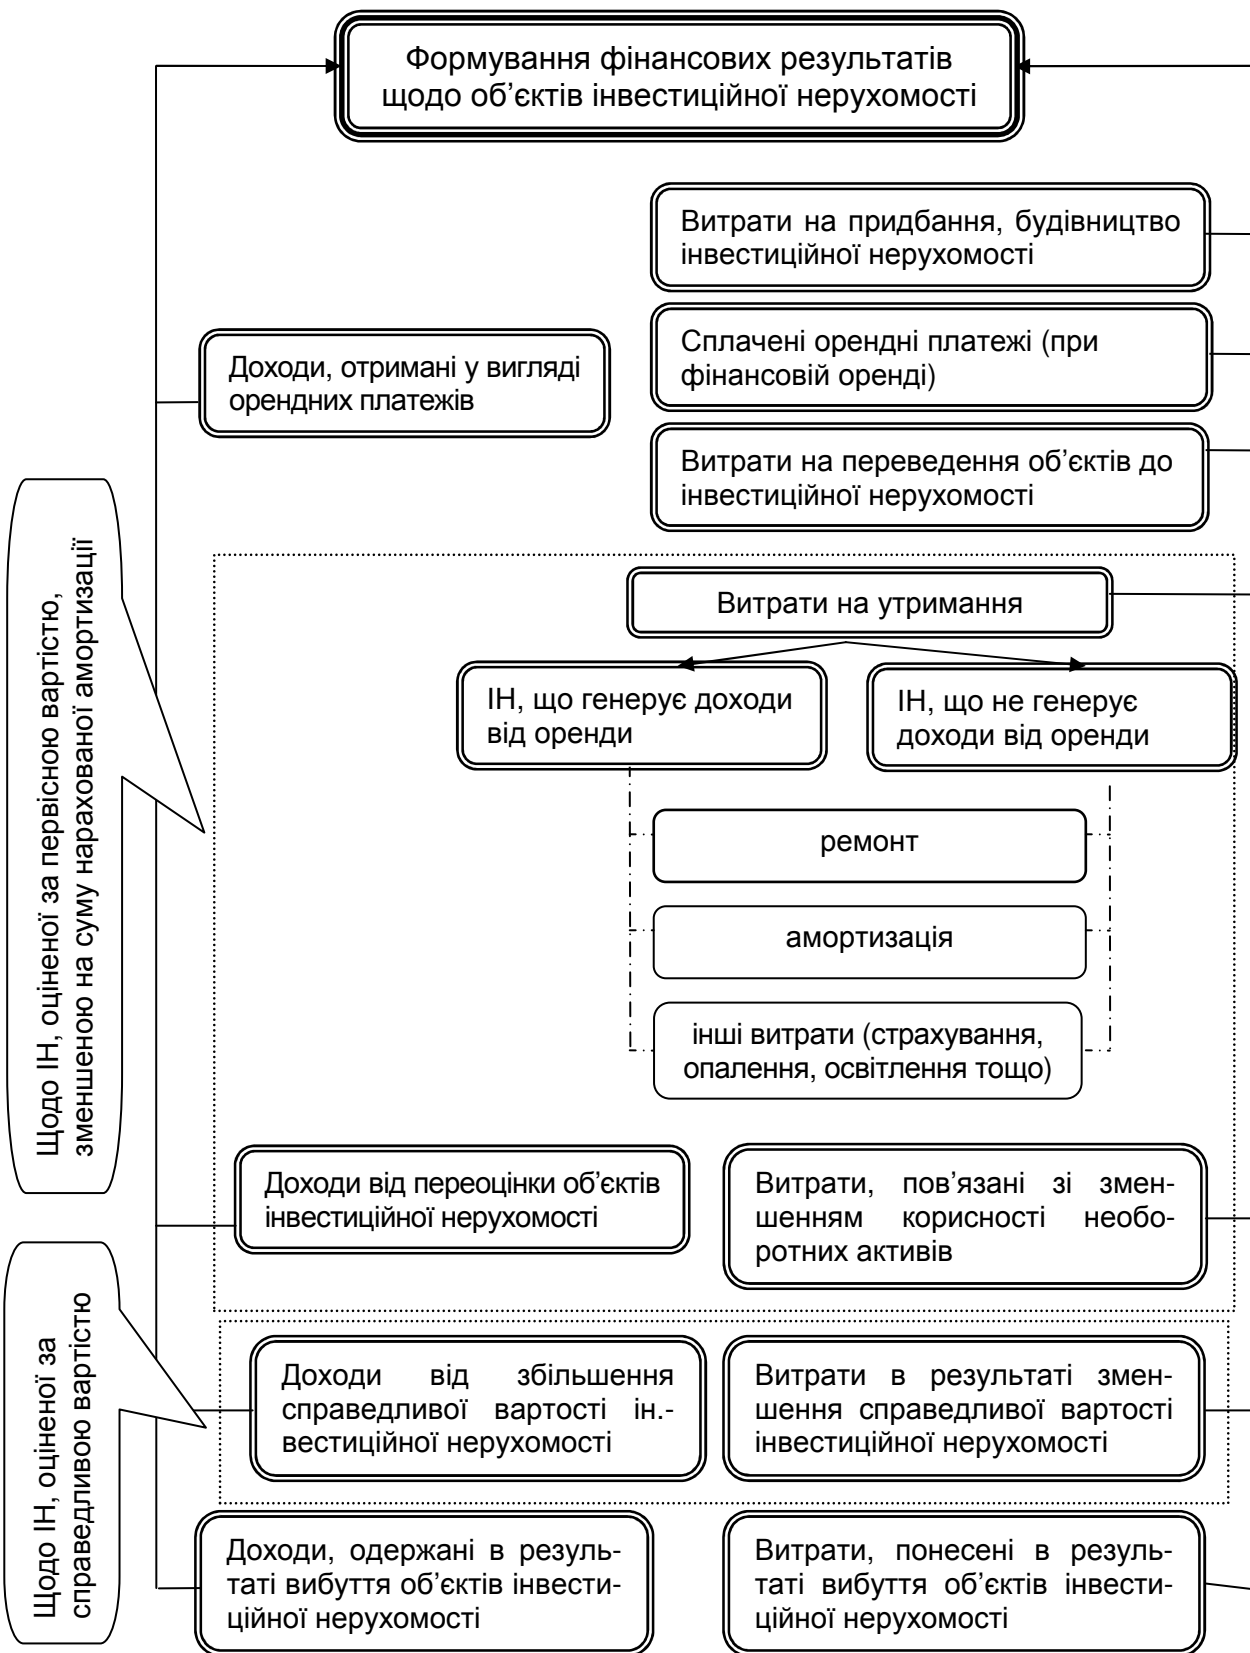 Формування фінансових результатів
щодо об’єктів інвестиційної нерухомості
Витрати на придбання, будівництво
інвестиційної нерухомості
Сплачені орендні платежі (при
фінансовій оренді)
Доходи, отримані у вигляді
орендних платежів
Витрати на переведення об’єктів до
інвестиційної нерухомості
Щодо ІН, оціненої за первісною вартістю,
зменшеною на суму нарахованої амортизації
Витрати на утримання
ІН, що генерує доходи
від оренди
ІН, що не генерує
доходи від оренди
ремонт
амортизація
інші витрати (страхування,
опалення, освітлення тощо)
Доходи від переоцінки об’єктів
інвестиційної нерухомості
Витрати, пов’язані зі змен-
шенням корисності необо-
ротних активів
Щодо ІН, оціненої за
справедливою вартістю
Доходи від збільшення
справедливої вартості ін.-
вестиційної нерухомості
Витрати в результаті змен-
шення справедливої вартості
інвестиційної нерухомості
Доходи, одержані в резуль-
таті вибуття об’єктів інвести-
ційної нерухомості
Витрати, понесені в резуль-
таті вибуття об’єктів інвести-
ційної нерухомості